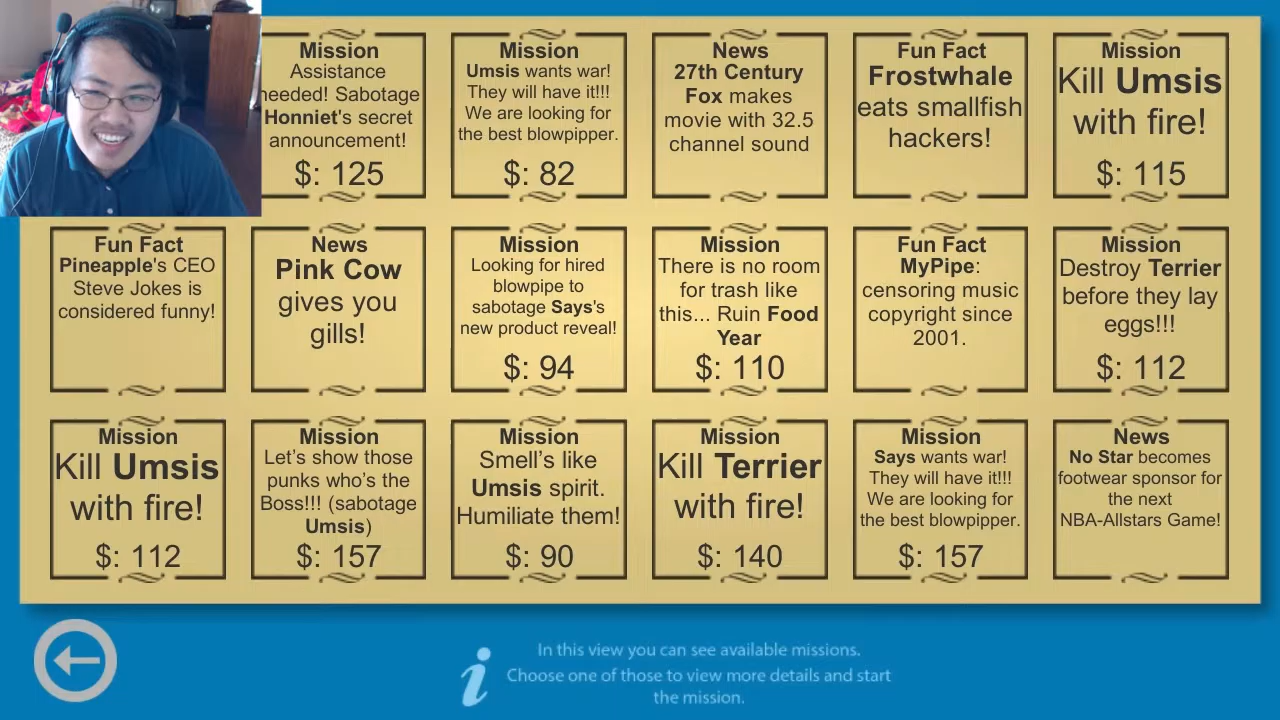 Mission
Assistance
needed! Sabotage
Honniet's secret
announcement!
$: 125
Mission
Umsis wants war!
They will have it!!!
We are looking for
the best blowpipper.
$: 82
News
27th Century
Fox makes
movie with 32.5
channel sound
Fun Fact
Frostwhale
eats smallfish
hackers!
Mission
Kill Umsis
with fire!
$: 115
Fun Fact
Pineapple's CEO
Steve Jokes is
considered funny!
News
Pink Cow
gives you
gills!
Mission
Looking for hired
blowpipe to
sabotage Says's
new product reveal!
$: 94
Mission
There is no room
for trash like
this... Ruin Food
Year
$: 110
Fun Fact
MyPipe:
censoring music
copyright since
2001.
Mission
Destroy Terrier
before they lay
eggs!!!
$: 112
Mission
Kill Umsis
with fire!
$: 112
Mission
Let's show those
punks who's the
Boss!!! (sabotage
Umsis)
$: 157
Mission
Smell's like
Umsis spirit.
Humiliate them!
$: 90
Mission
Kill Terrier
with fire!
$: 140
Mission
Says wants war!
They will have it!!!
We are looking for
the best blowpipper.
$: 157
News
No Star becomes
footwear sponsor for
the next
NBA-Allstars Game!
In this view you can see available missions.
Choose one of those to view more details and start
the mission.